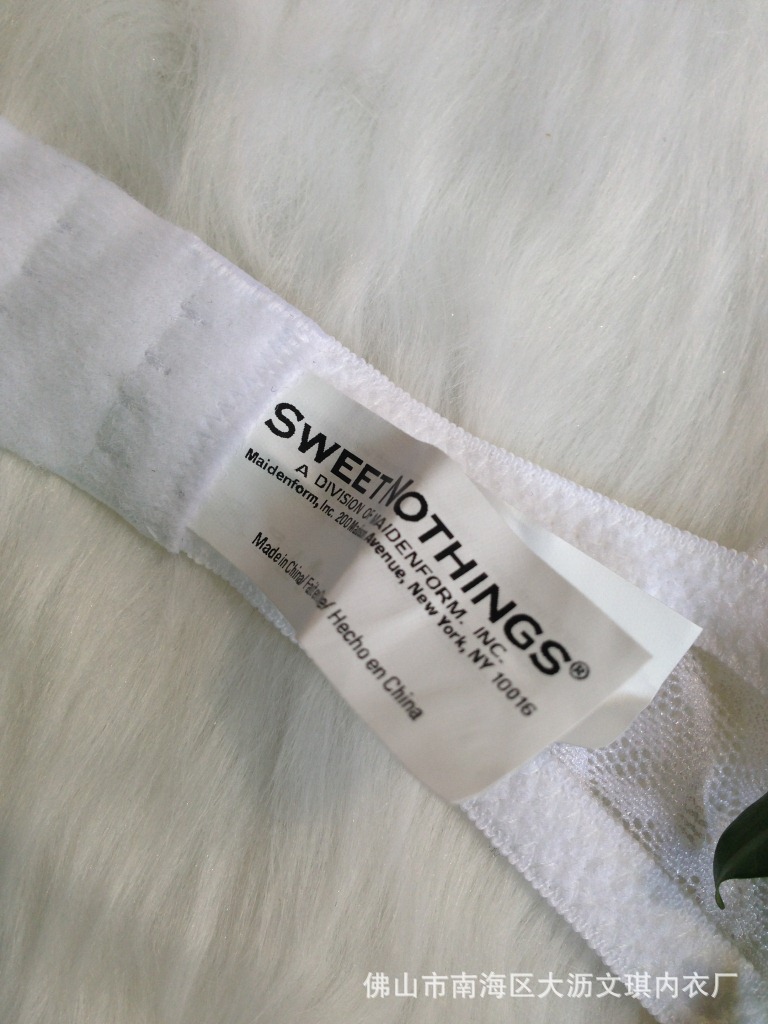 SWEETNOTHINGS®
A DIVISION OF MAIDENFORM. INC.
Maidenform, Inc. 200 Avenue, New York, NY 10016
Made in China/ Hecho en China
佛山市南海区大沥文琪内衣厂